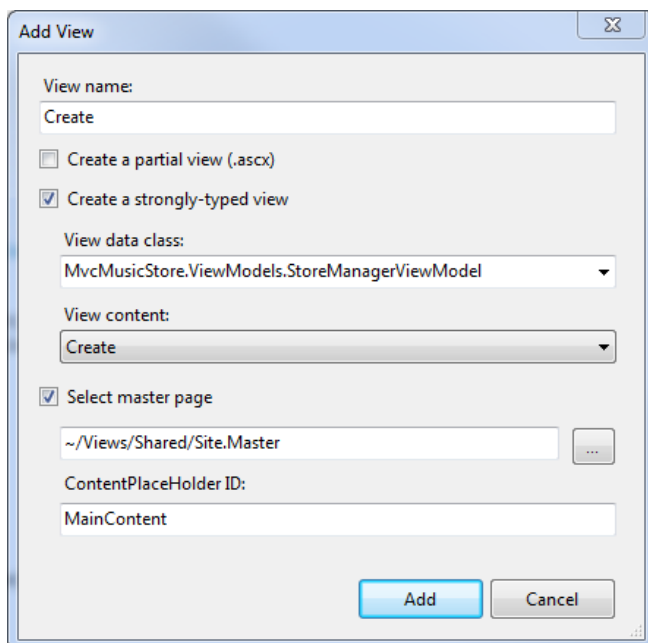 Add View
View name:
Create
Create a partial view (.ascx)
Create a strongly-typed view
View data class:
MvcMusicStore.ViewModels.StoreManagerViewModel
View content:
Create
Select master page
~/Views/Shared/Site.Master
...
ContentPlaceHolder ID:
MainContent
Add Cancel